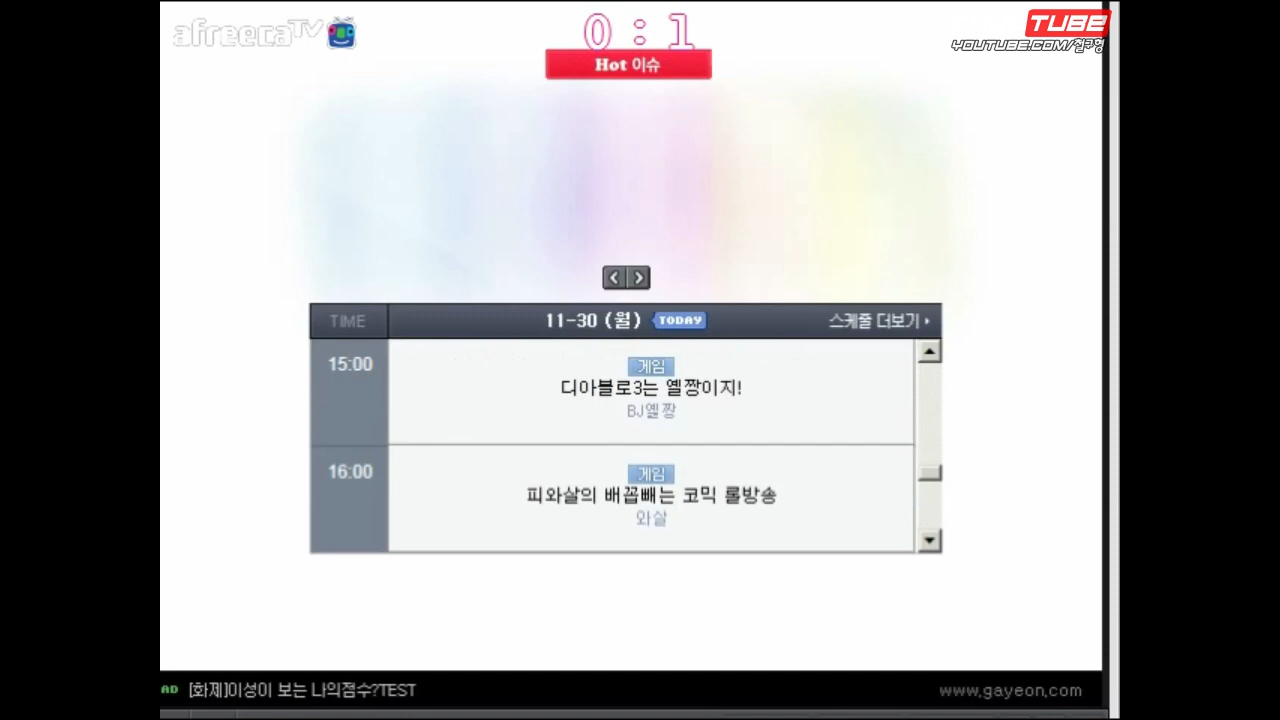 afreecaTV
0 : 1
TUBE
YOUTUBE.COM/철구형
Hot 이슈
TIME
11-30 (월)
TODAY
스케줄 더보기
15:00
게임
디아블로3는 옐짱이지!
BJ옐짱
16:00
게임
피와살의 배꼽빼는 코믹 롤방송
와살
AD [화제]이성이 보는 나의점수?TEST
www.gayeon.com